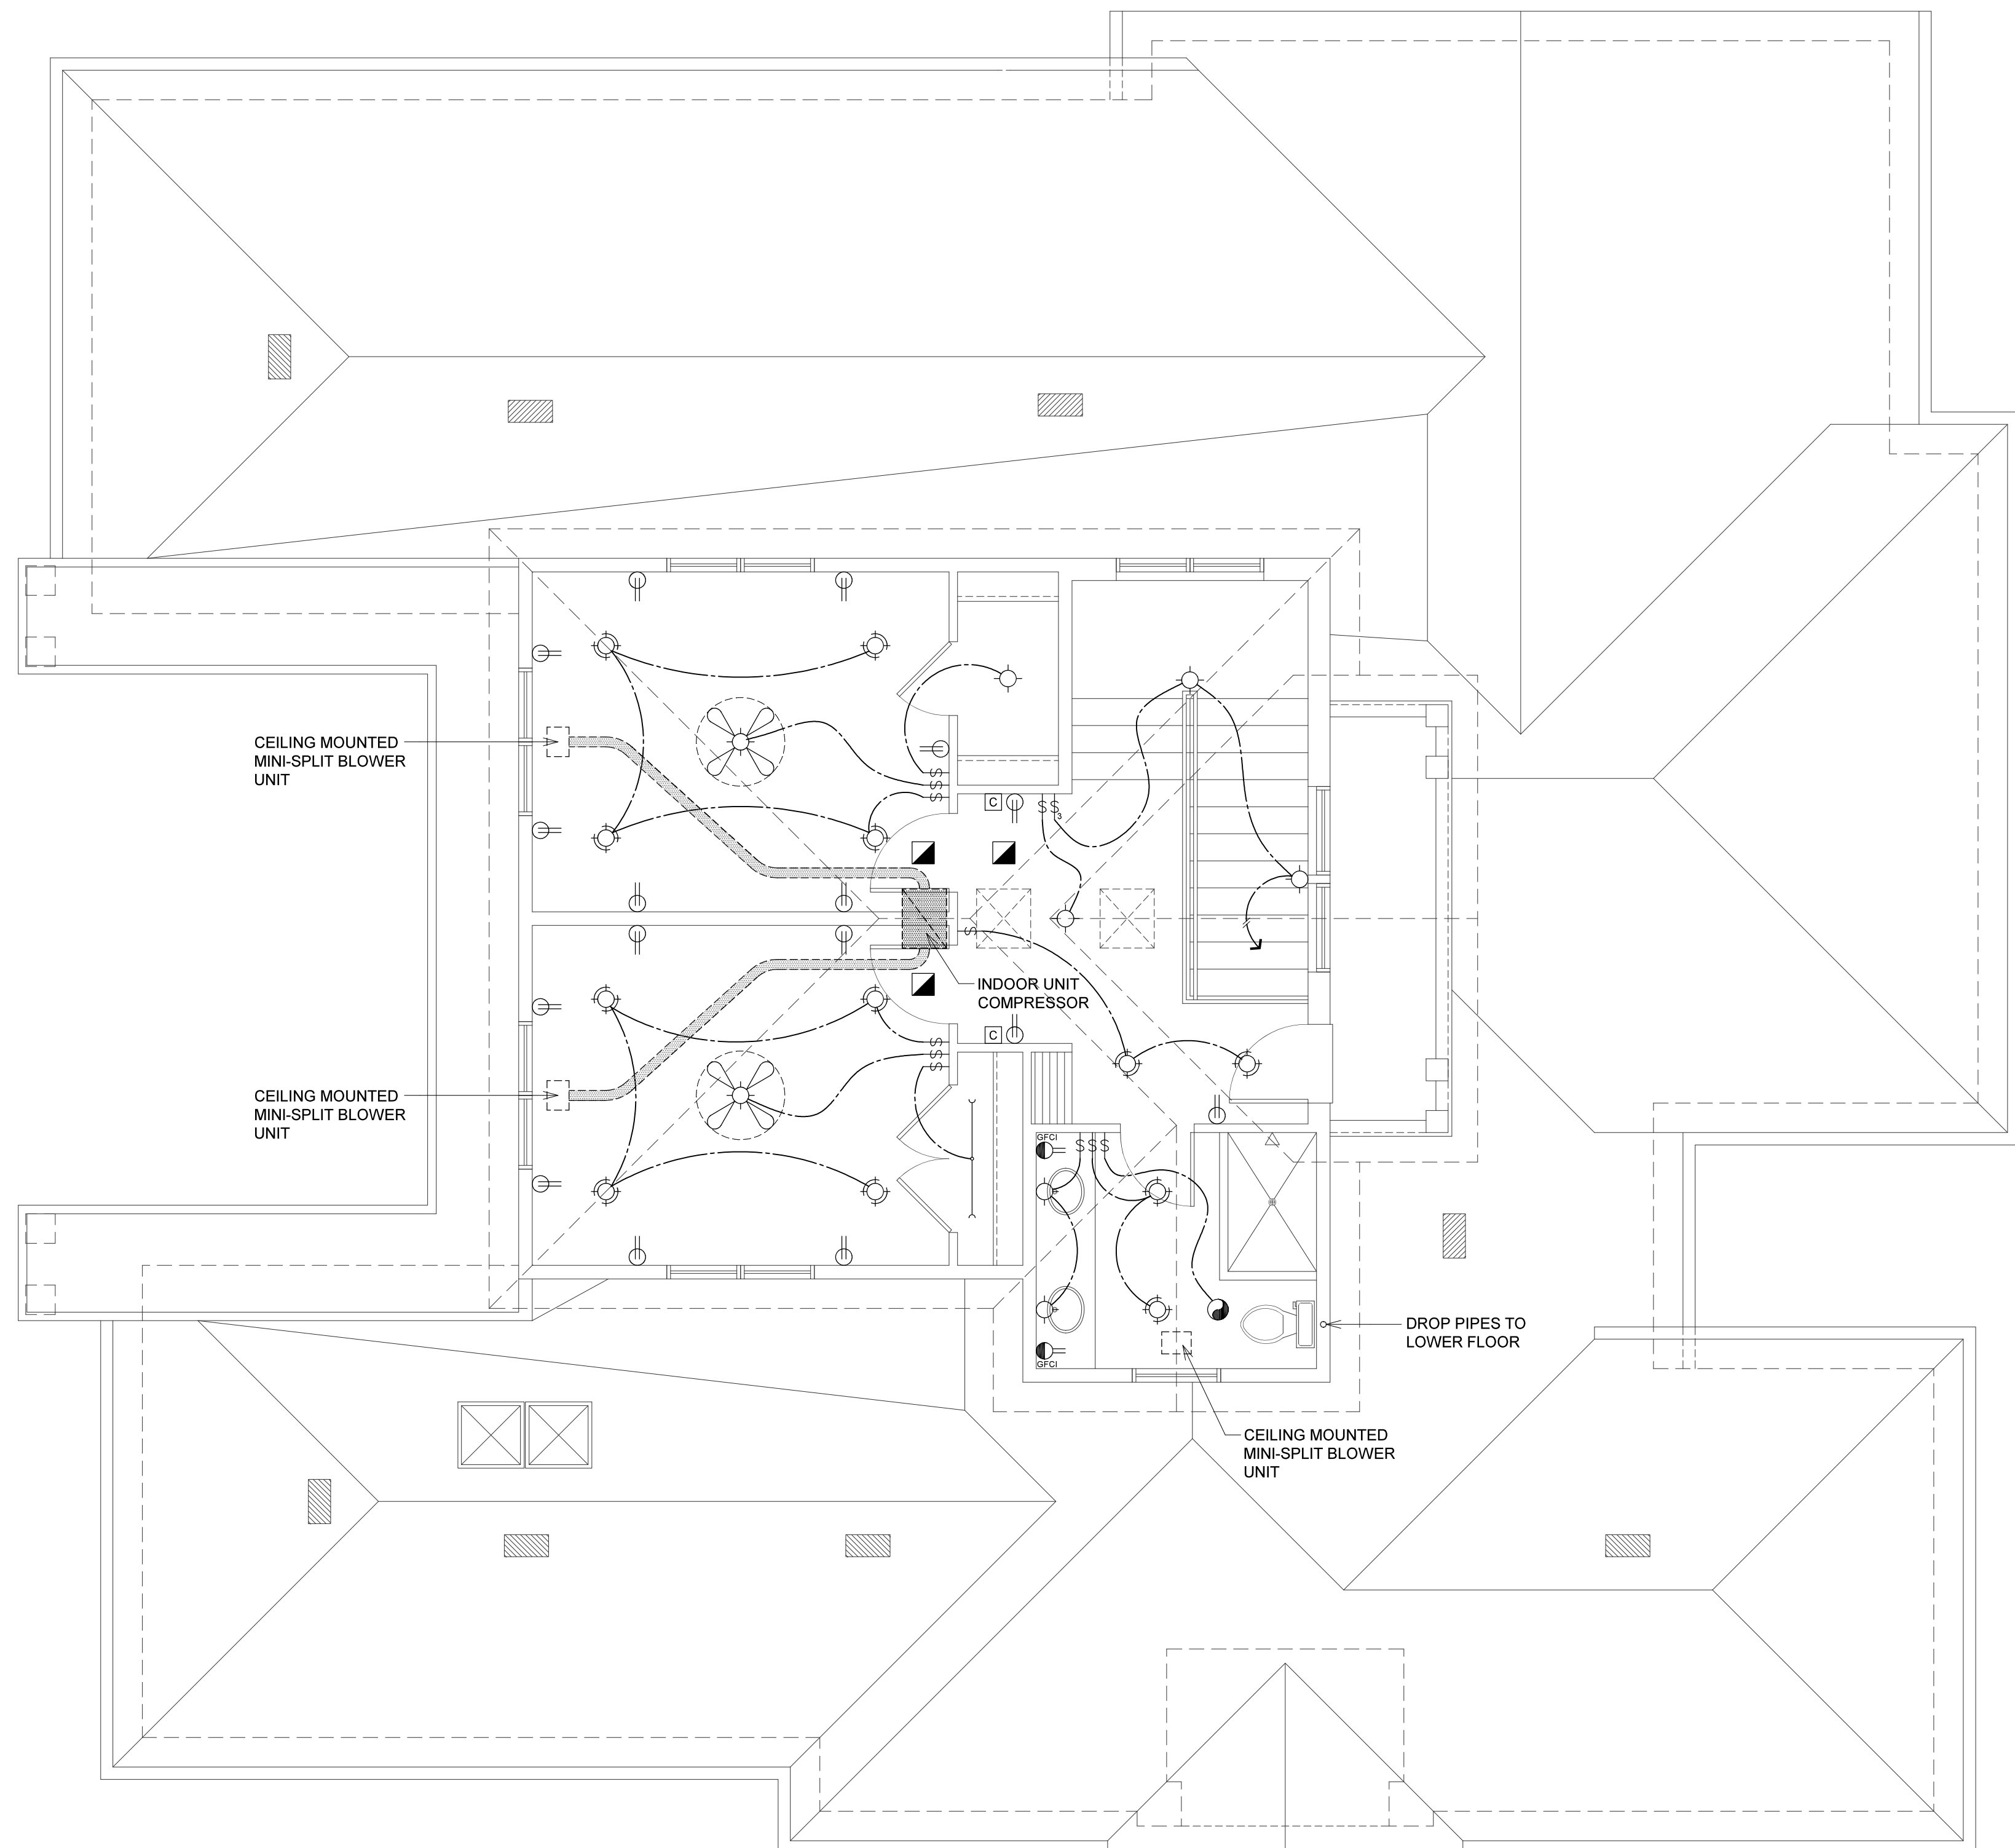 CEILING MOUNTED
MINI-SPLIT BLOWER
UNIT
C
3
INDOOR UNIT
COMPRESSOR
C
CEILING MOUNTED
MINI-SPLIT BLOWER
UNIT
GFCI
DROP PIPES TO
LOWER FLOOR
GFCI
CEILING MOUNTED
MINI-SPLIT BLOWER
UNIT